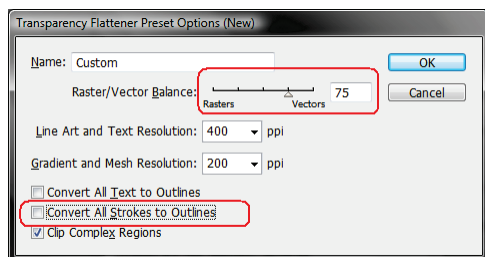 Transparency Flattener Preset Options (New)
Name: Custom OK
Raster/Vector Balance: 75 Cancel
Rasters Vectors
Line Art and Text Resolution: 400 ppi
Gradient and Mesh Resolution: 200 ppi
Convert All Text to Outlines
Convert All Strokes to Outlines
Clip Complex Regions